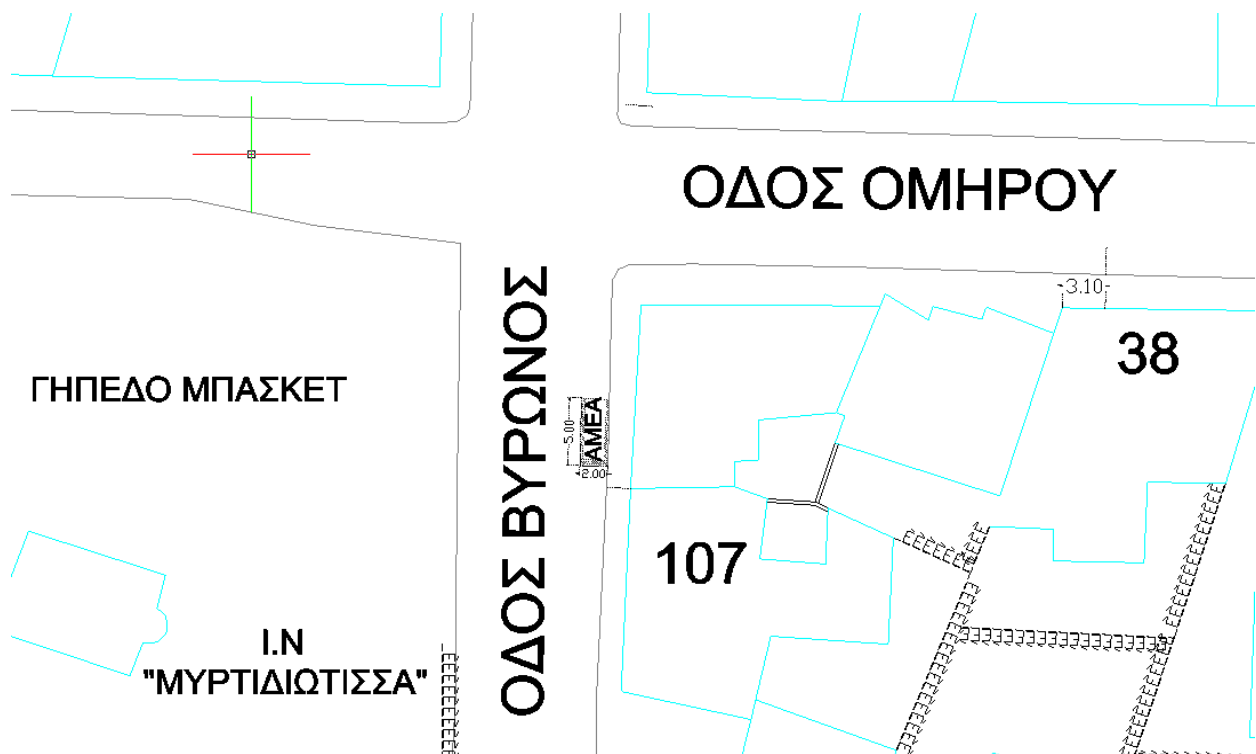 ΟΔΟΣ ΟΜΗΡΟΥ
3.10
38
ΟΔΟΣ ΒΥΡΩΝΟΣ
ΓΗΠΕΔΟ ΜΠΑΣΚΕΤ
5.00
ΑΜΕΑ
2.00
107
Ι.Ν
"ΜΥΡΤΙΔΙΩΤΙΣΣΑ"